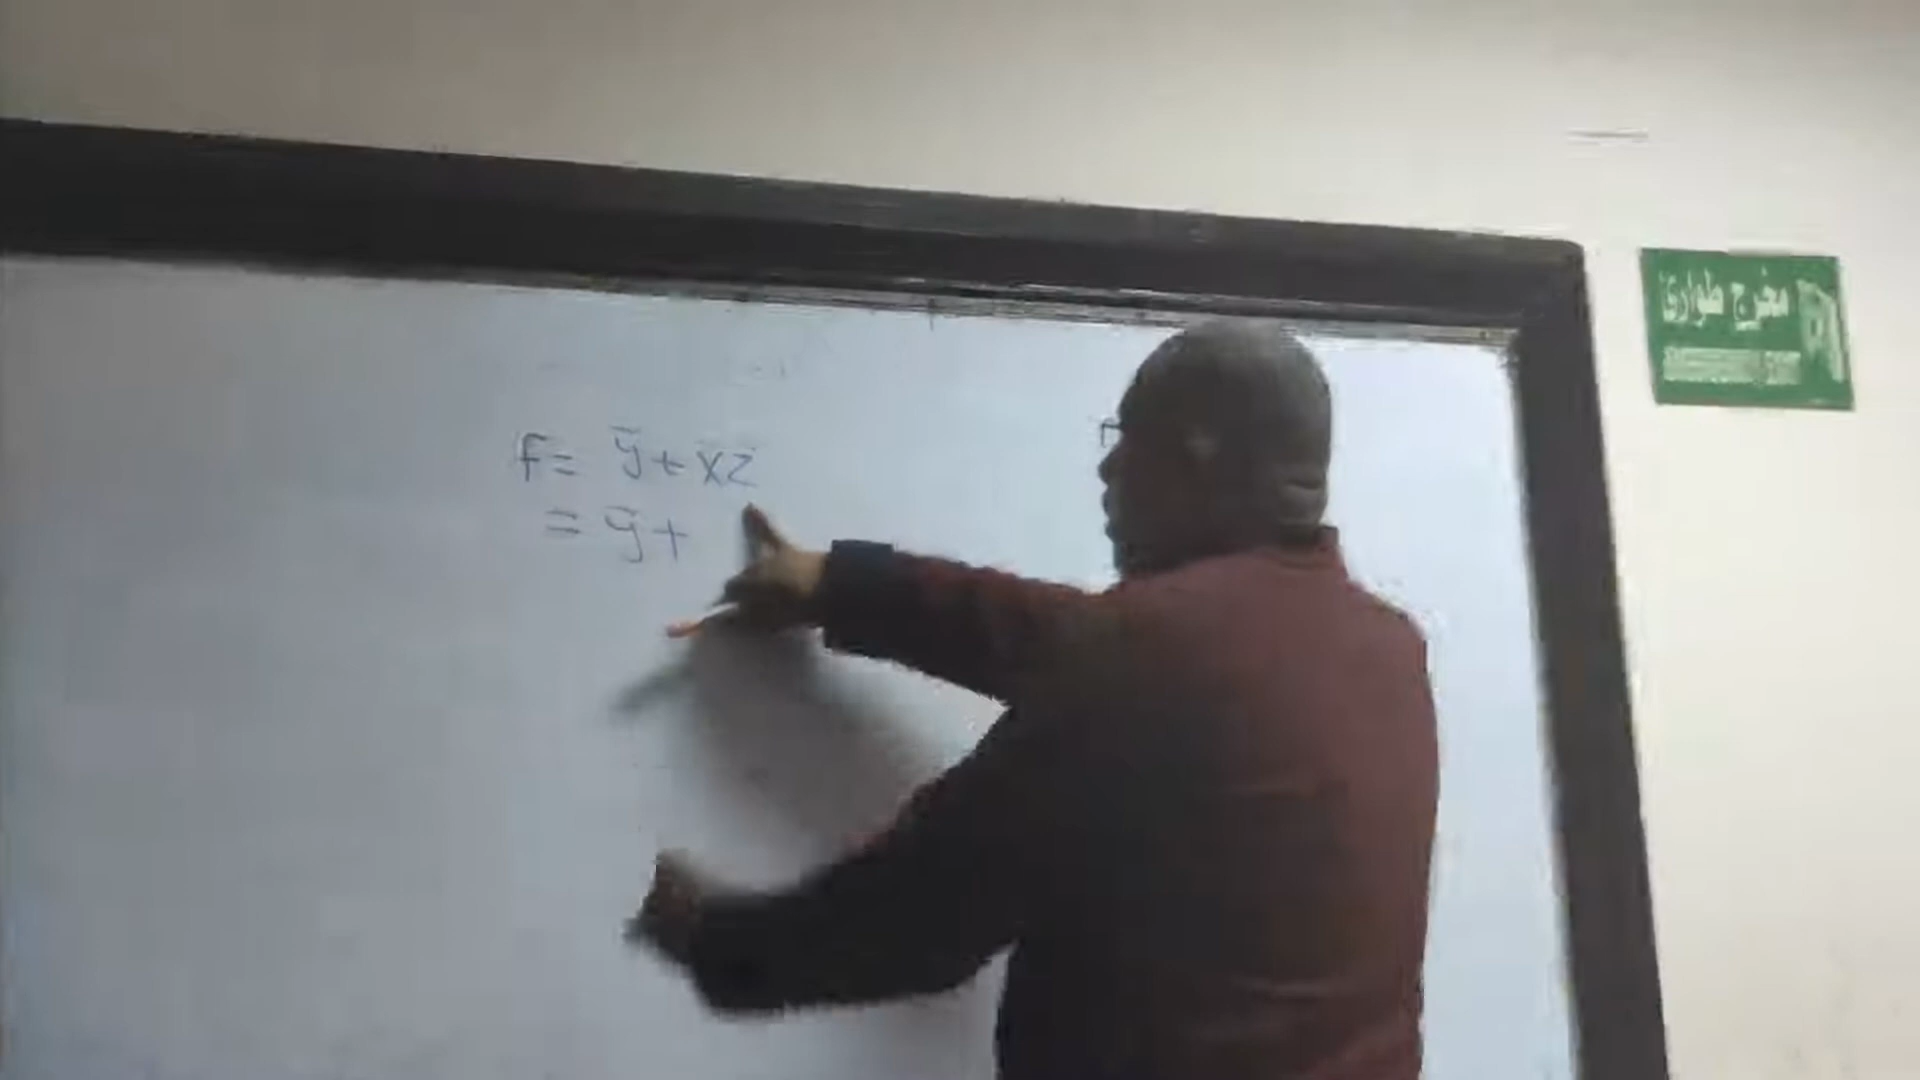 F = ȳ + x̄ z̄
= ȳ +
مخرج طوارئ